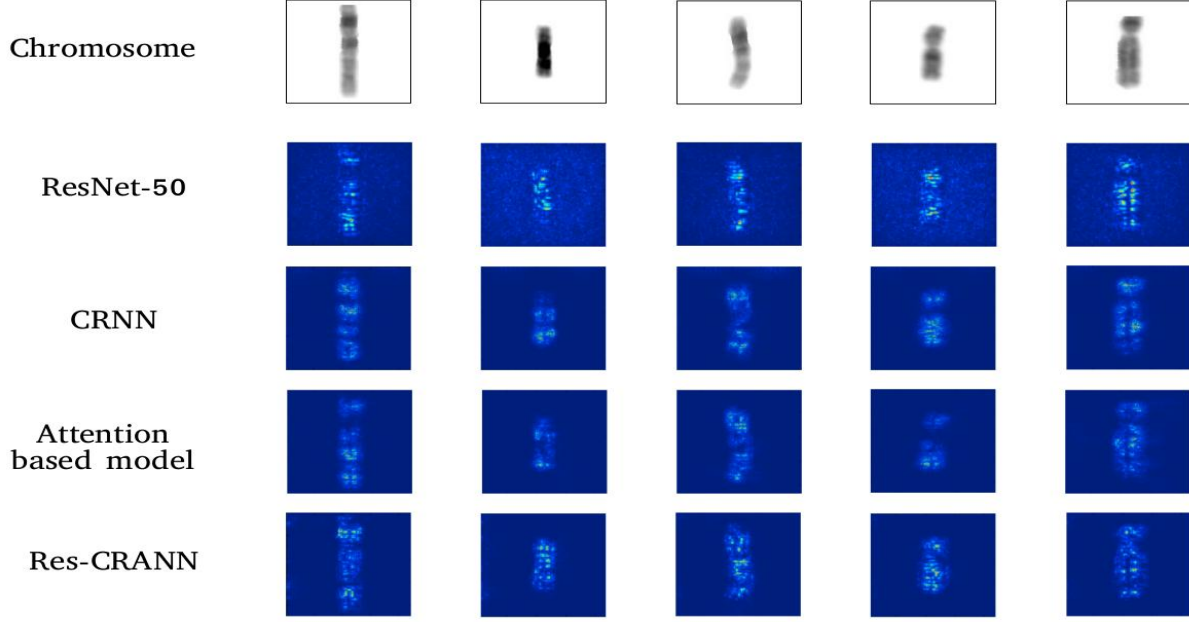 Chromosome
ResNet-50
CRNN
Attention
based model
Res-CRANN